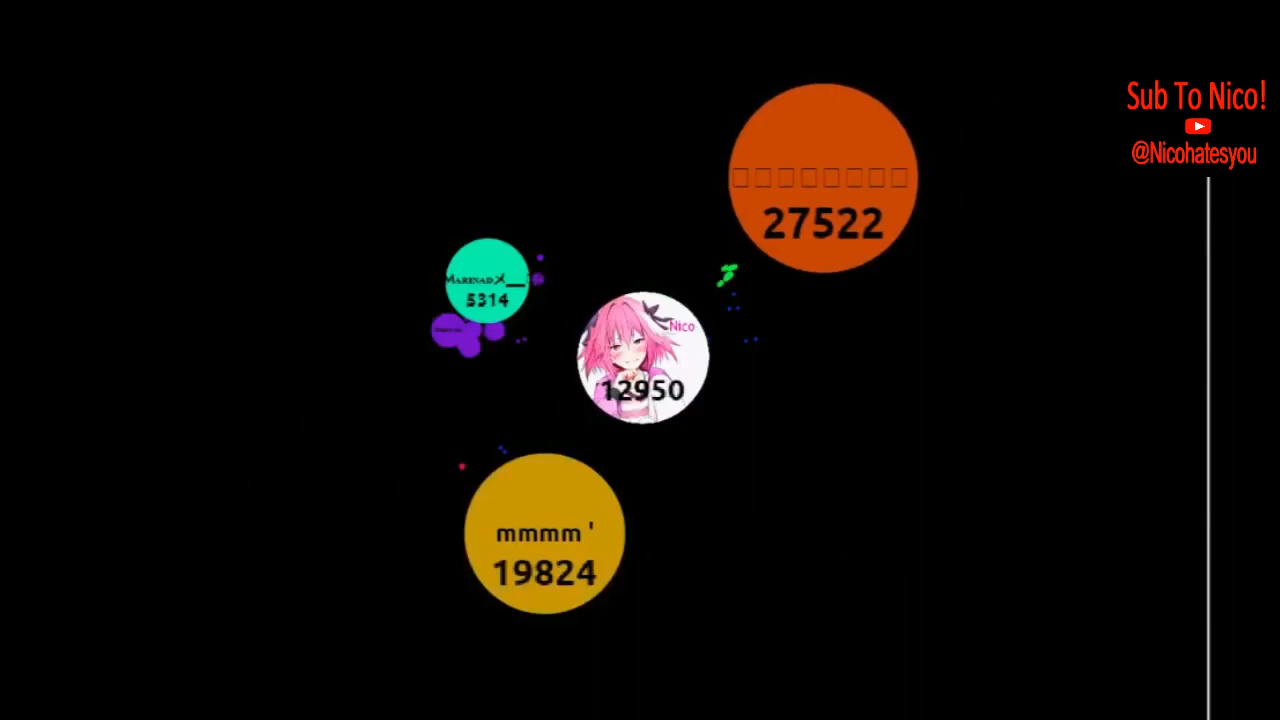 Sub To Nico!
@Nicohatesyou
27522
5314
Nico
12950
mmmm '
19824